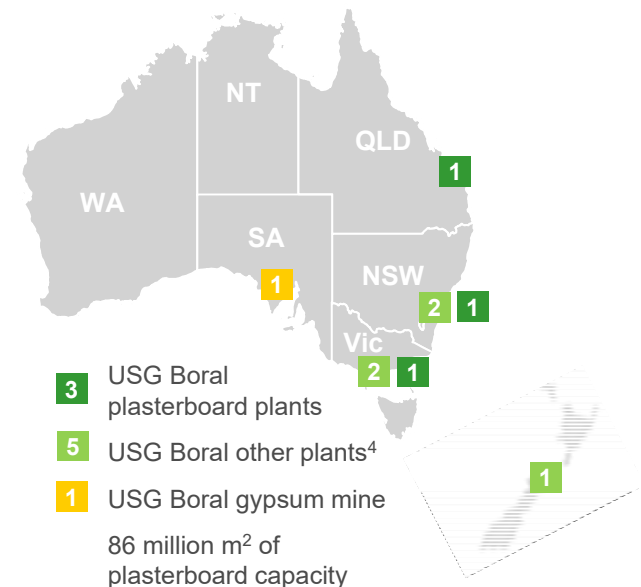 NT
QLD
1
WA
SA
1
NSW
2 1
Vic
2 1
3 USG Boral
plasterboard plants
5 USG Boral other plants⁴
1
1 USG Boral gypsum mine
86 million m² of
plasterboard capacity